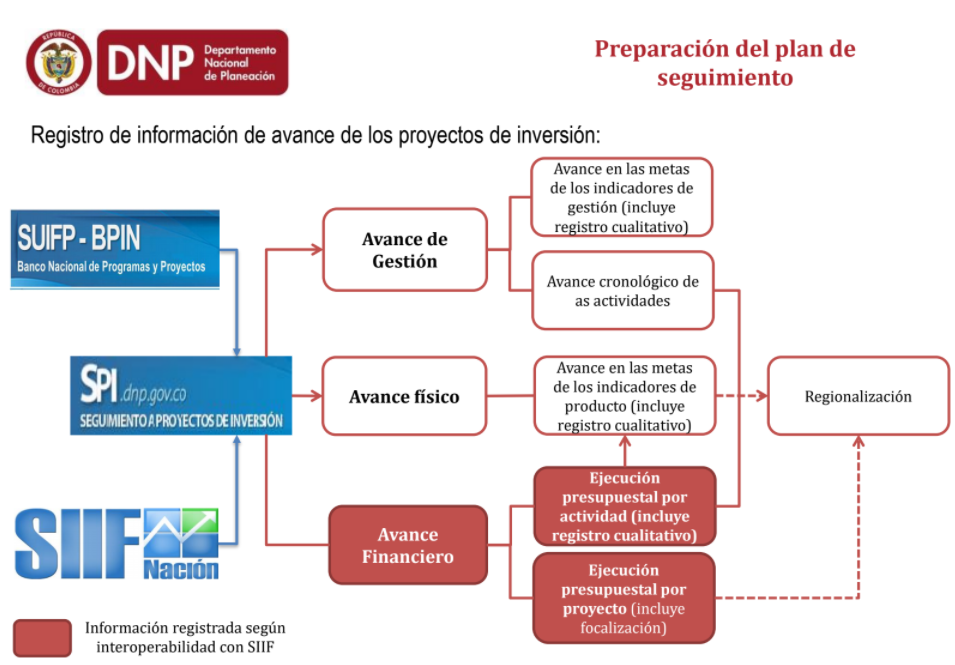 REPÚBLICA
DE COLOMBIA
DNP
Departamento
Nacional
de Planeación
Preparación del plan de
seguimiento
Registro de información de avance de los proyectos de inversión:
SUIFP - BPIN
Banco Nacional de Programas y Proyectos
SPI.dnp.gov.co
SEGUIMIENTO A PROYECTOS DE INVERSIÓN
SIIF
Nación
Avance de
Gestión
Avance en las metas
de los indicadores de
gestión (incluye
registro cualitativo)
Avance cronológico de
as actividades
Avance físico
Avance en las metas
de los indicadores de
producto (incluye
registro cualitativo)
Regionalización
Avance
Financiero
Ejecución
presupuestal por
actividad (incluye
registro cualitativo)
Ejecución
presupuestal por
proyecto (incluye
focalización)
Información registrada según
interoperabilidad con SIIF